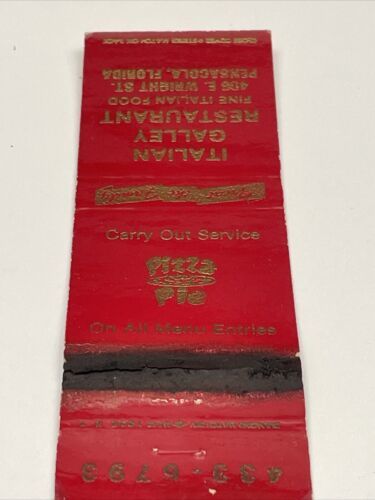 ITALIAN
GALLEY
RESTAURANT
FINE ITALIAN FOOD
406 E. WRIGHT ST.
PENSACOLA, FLORIDA
Carry Out Service
Pizza
Pie
On All Menu Entries
433-6793